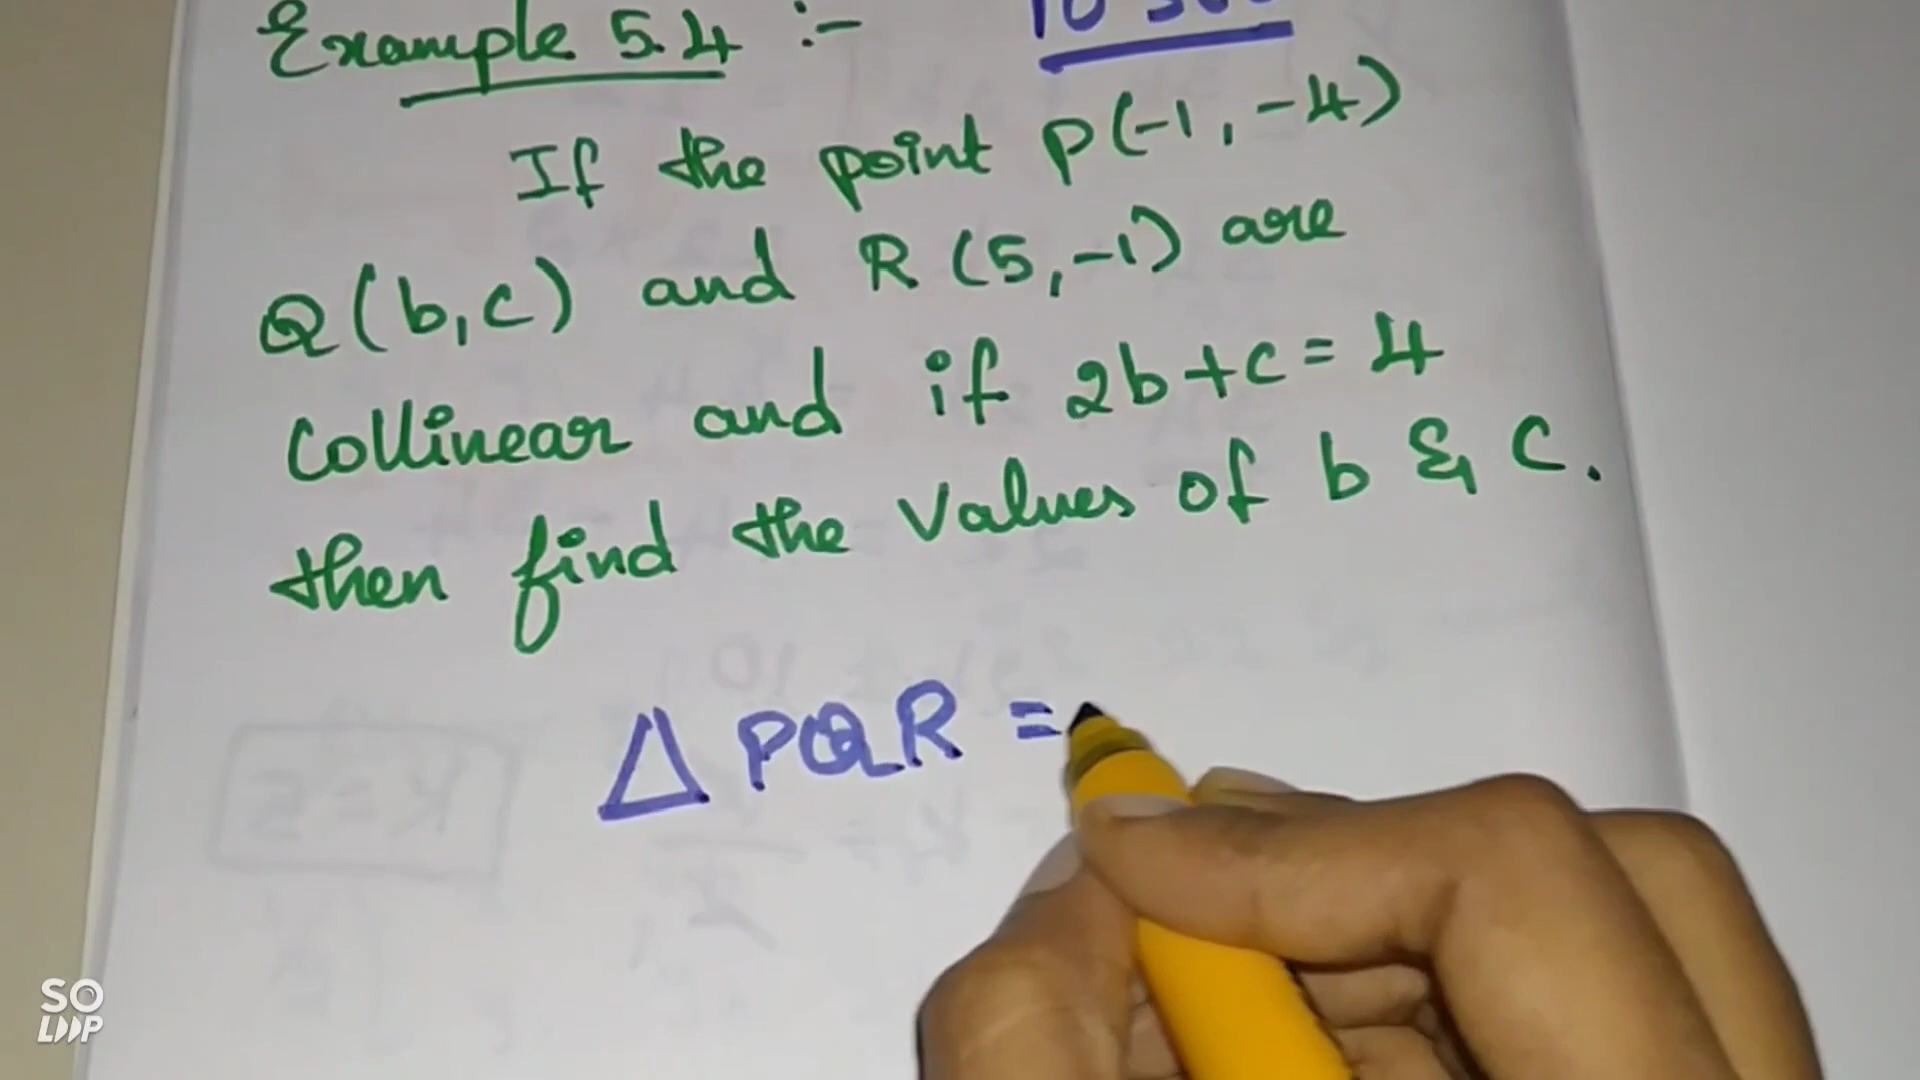 Example 5.4 :-
If the point P(-1, -4)
Q(b,c) and R(5,-1) are
Collinear and if 2b+c=4
then find the values of b & c.
Δ PQR =
SO
LOOP